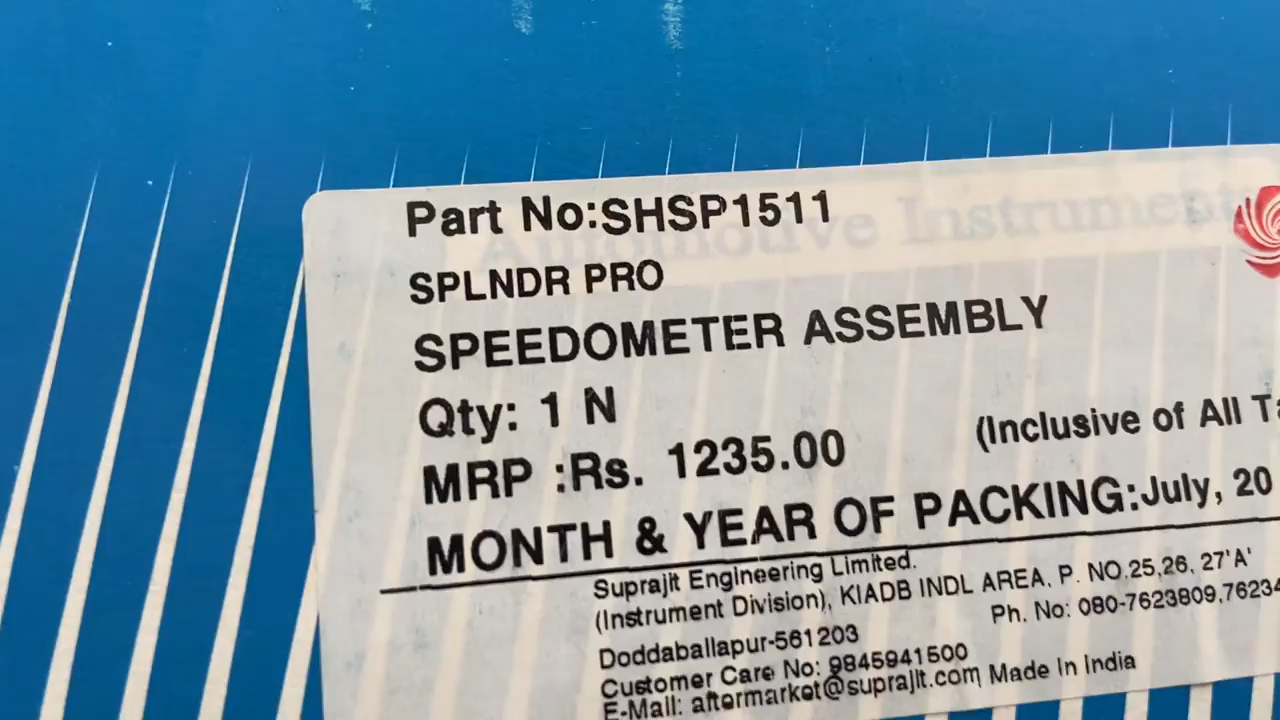 Automotive Instruments
Part No:SHSP1511
SPLNDR PRO
SPEEDOMETER ASSEMBLY
Qty: 1 N
MRP :Rs. 1235.00 (Inclusive of All
MONTH & YEAR OF PACKING:July, 20
Suprajit Engineering Limited.
(Instrument Division), KIADB INDL AREA, P. NO.25,26, 27'A'
Doddaballapur-561203 Ph. No: 080-7623809,76234
Customer Care No: 9845941500
E-Mail: aftermarket@suprajit.com Made In India